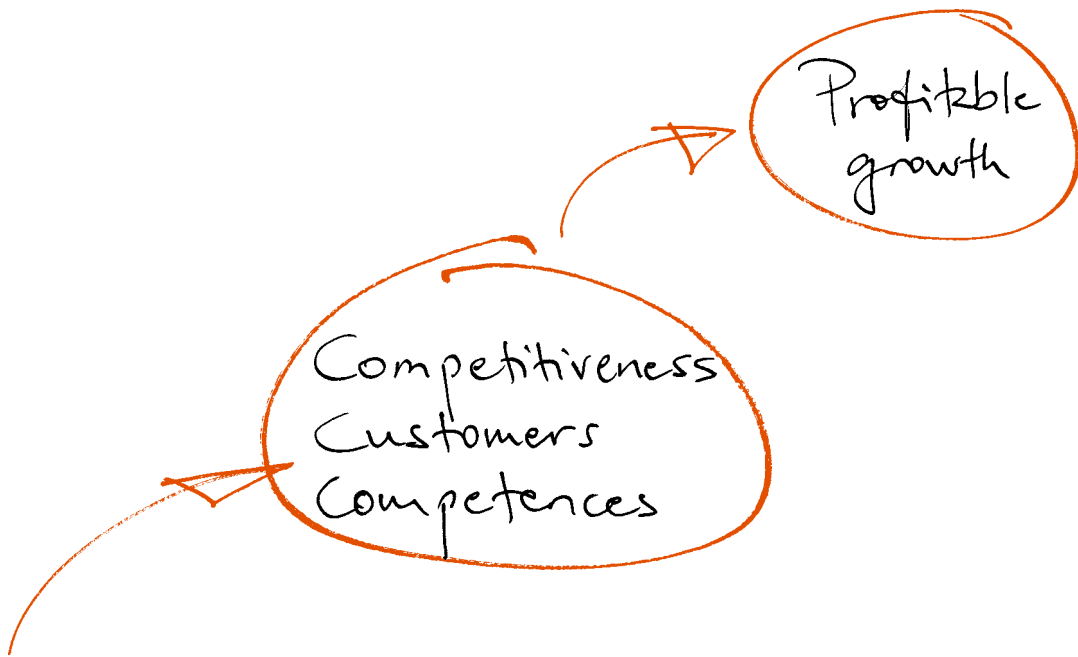 Profitable
growth
Competitiveness
Customers
Competences